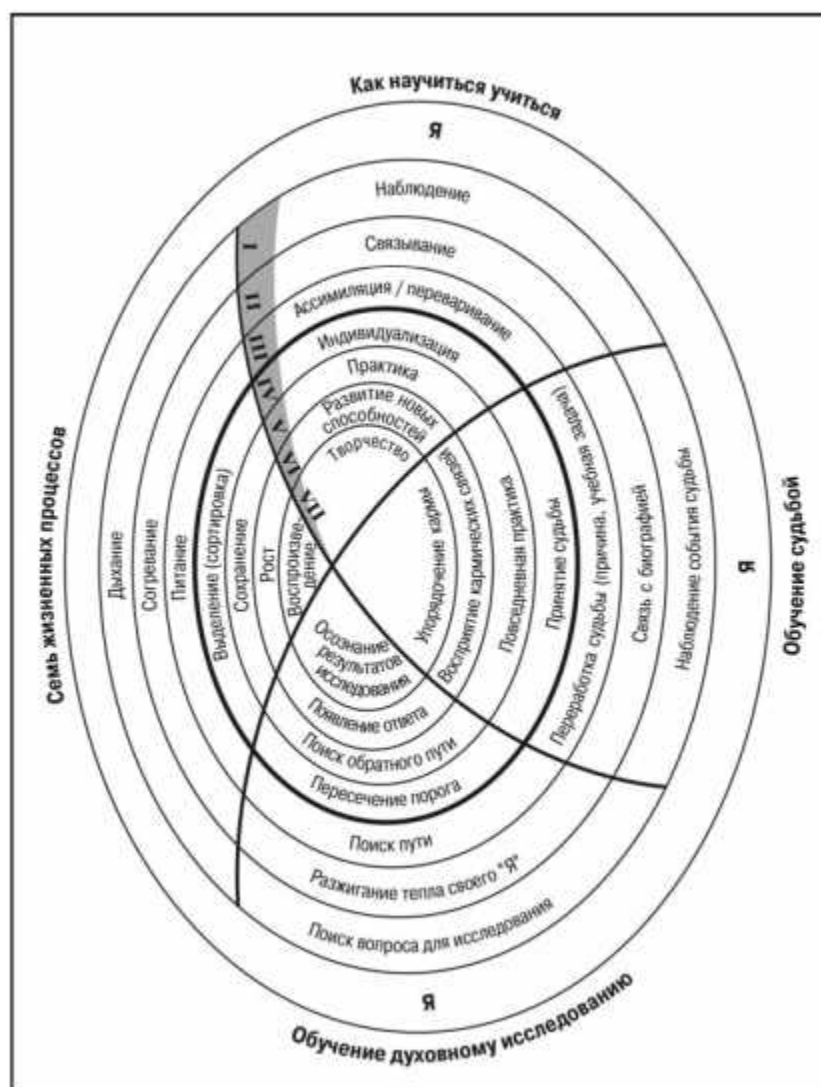 Как научиться учиться
Я
Наблюдение
Связывание
Ассимиляция / переваривание
Индивидуализация
Практика
Развитие новых
способностей
Творчество
I
II
III
IV
V
VI
VII
Семь жизненных процессов
Дыхание
Согревание
Питание
Выделение (сортировка)
Сохранение
Рост
Воспроизве-
дение
Обучение судьбой
Я
Наблюдение события судьбы
Связь с биографией
Переработка судьбы (причина, учебная задача)
Принятие судьбы
Повседневная практика
Восприятие кармических связей
Упорядочение кармы
Осознание
результатов
исследования
Появление ответа
Поиск обратного пути
Пересечение порога
Поиск пути
Разжигание тепла своего "Я"
Поиск вопроса для исследования
Я
Обучение духовному исследованию